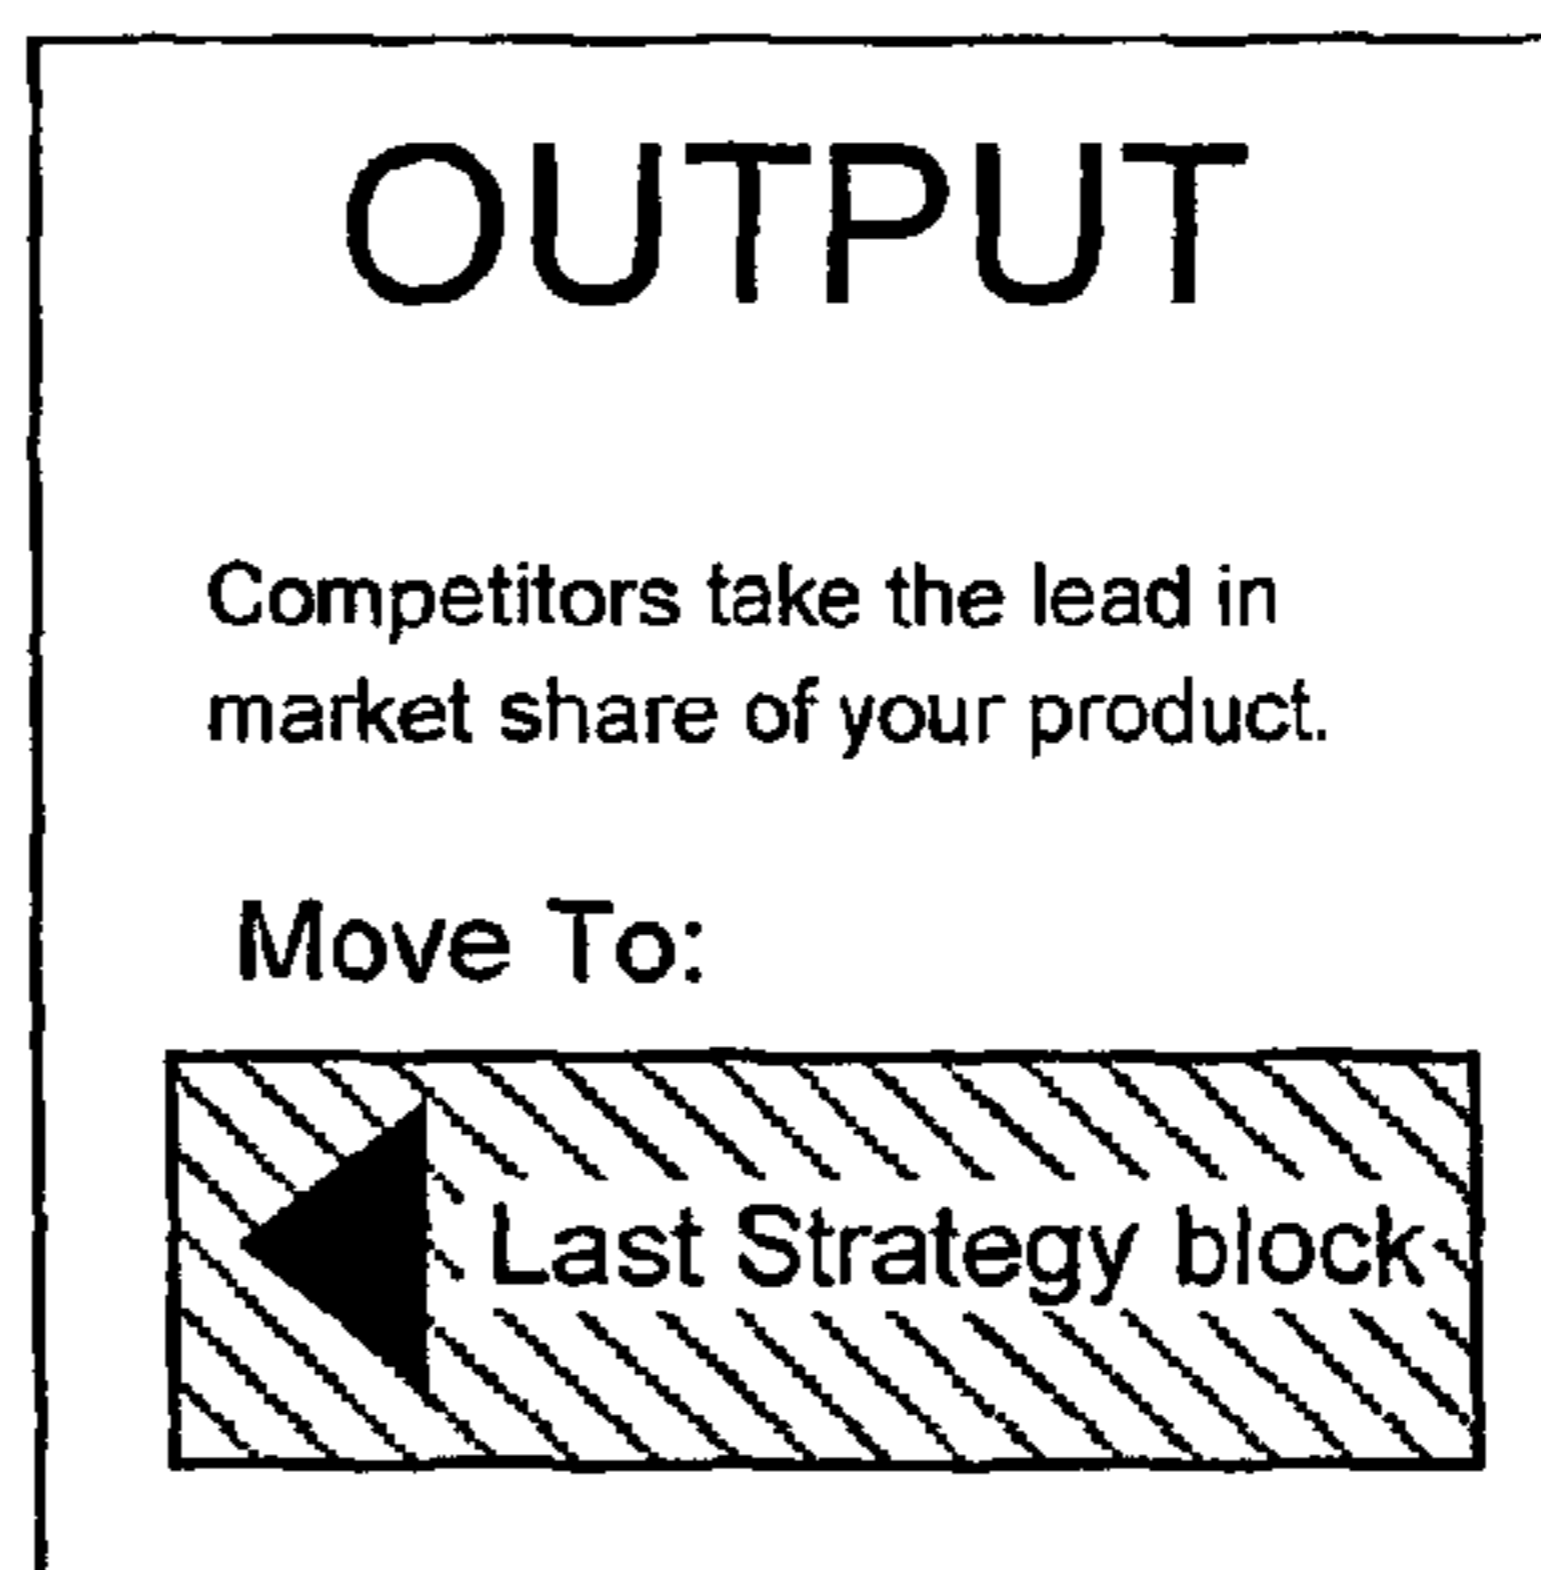 OUTPUT
Competitors take the lead in
market share of your product.
Move To:
Last Strategy block